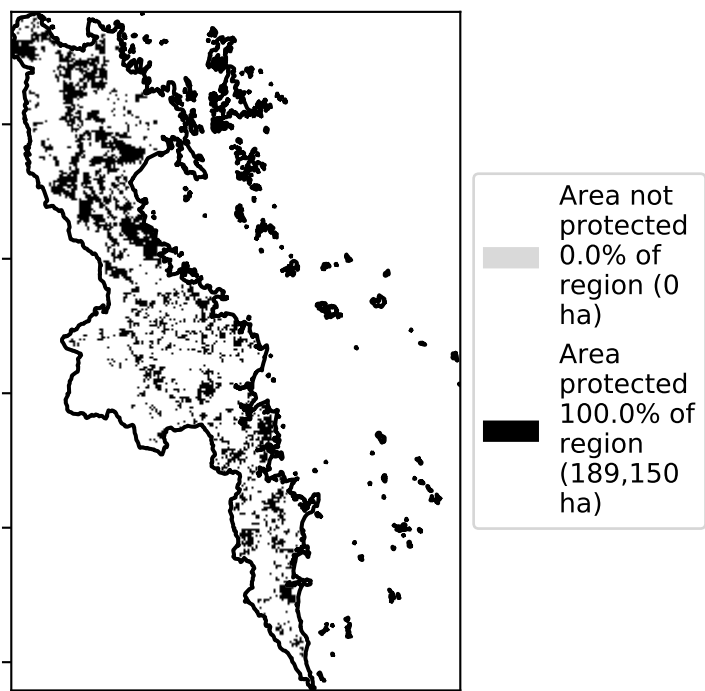 Area not
protected
0.0% of
region (0
ha)
Area
protected
100.0% of
region
(189,150
ha)